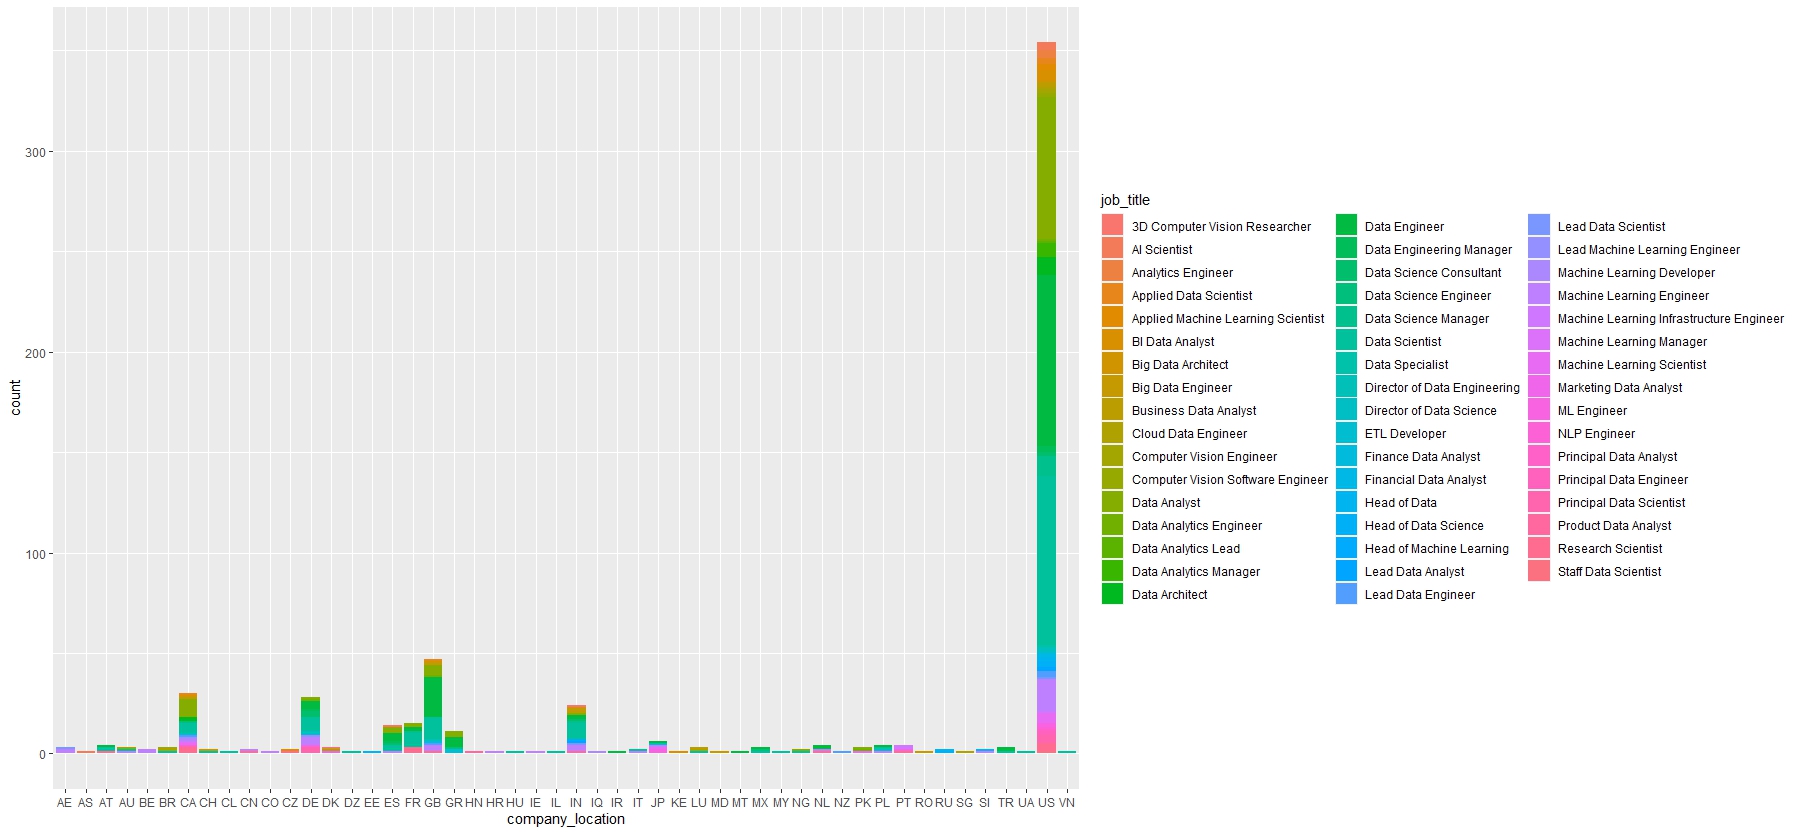 300
200
100
0
count
AE AS AT AU BE BR CA CH CL CN CO CZ DE DK DZ EE ES FR GB GR HN HR HU IE IL IN IQ IR IT JP KE LU MD MT MX MY NG NL NZ PK PL PT RO RU SG SI TR UA US VN
company_location
job_title
3D Computer Vision Researcher
AI Scientist
Analytics Engineer
Applied Data Scientist
Applied Machine Learning Scientist
BI Data Analyst
Big Data Architect
Big Data Engineer
Business Data Analyst
Cloud Data Engineer
Computer Vision Engineer
Computer Vision Software Engineer
Data Analyst
Data Analytics Engineer
Data Analytics Lead
Data Analytics Manager
Data Architect
Data Engineer
Data Engineering Manager
Data Science Consultant
Data Science Engineer
Data Science Manager
Data Scientist
Data Specialist
Director of Data Engineering
Director of Data Science
ETL Developer
Finance Data Analyst
Financial Data Analyst
Head of Data
Head of Data Science
Head of Machine Learning
Lead Data Analyst
Lead Data Engineer
Lead Data Scientist
Lead Machine Learning Engineer
Machine Learning Developer
Machine Learning Engineer
Machine Learning Infrastructure Engineer
Machine Learning Manager
Machine Learning Scientist
Marketing Data Analyst
ML Engineer
NLP Engineer
Principal Data Analyst
Principal Data Engineer
Principal Data Scientist
Product Data Analyst
Research Scientist
Staff Data Scientist